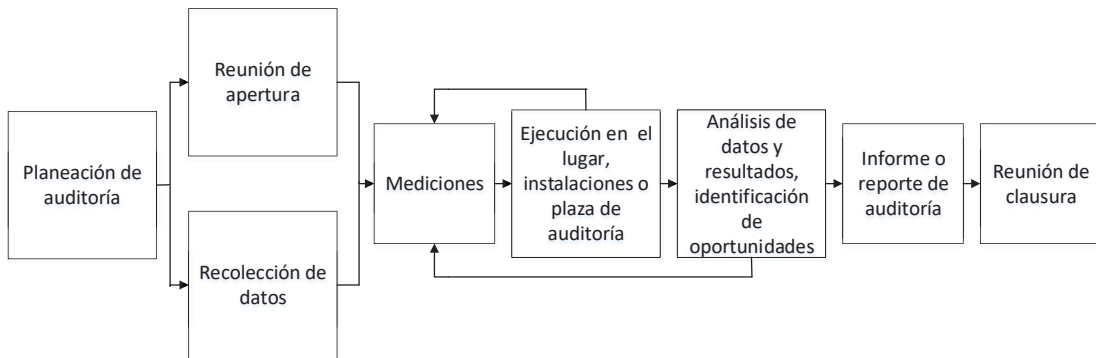 Planeación de
auditoría
Reunión de
apertura
Recolección de
datos
Mediciones
Ejecución en el
lugar,
instalaciones o
plaza de
auditoría
Análisis de
datos y
resultados,
identificación
de
oportunidades
Informe o
reporte de
auditoría
Reunión de
clausura